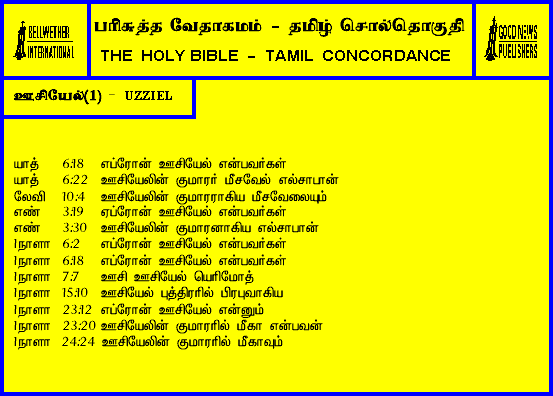 BELLWETHER
INTERNATIONAL
பரிசுத்த வேதாகமம் - தமிழ் சொல்தொகுதி
THE HOLY BIBLE - TAMIL CONCORDANCE
GOOD NEWS
PUBLISHERS
ஊசியேல்(1) - UZZIEL
யாத் 6:18 எப்ரோன் ஊசியேல் என்பவர்கள்
யாத் 6:22 ஊசியேலின் குமாரர் மீசவேல் எல்சாபான்
லேவி 10:4 ஊசியேலின் குமாரராகிய மீசவேலையும்
எண் 3:19 ஏப்ரோன் ஊசியேல் என்பவர்கள்
எண் 3:30 ஊசியேலின் குமாரனாகிய எல்சாபான்
1நாளா 6:2 எப்ரோன் ஊசியேல் என்பவர்கள்
1நாளா 6:18 எப்ரோன் ஊசியேல் என்பவர்கள்
1நாளா 7:7 ஊசி ஊசியேல் யெரிமோத்
1நாளா 15:10 ஊசியேல் புத்திரரில் பிரபுவாகிய
1நாளா 23:12 எப்ரோன் ஊசியேல் என்னும்
1நாளா 23:20 ஊசியேலின் குமாரரில் மீகா என்பவன்
1நாளா 24:24 ஊசியேலின் குமாரரில் மீகாவும்